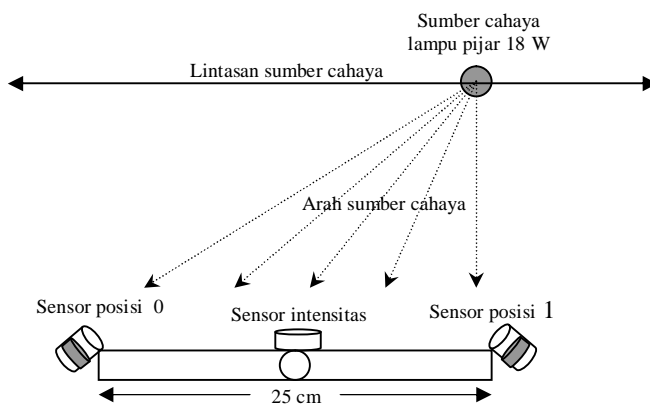 Sumber cahaya
lampu pijar 18 W
Lintasan sumber cahaya
Arah sumber cahaya
Sensor posisi 0
Sensor intensitas
Sensor posisi 1
25 cm